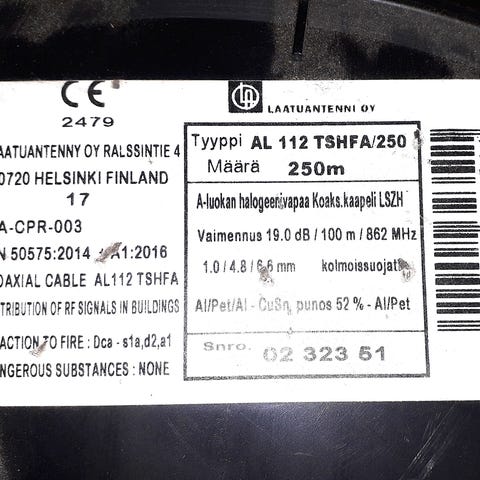 CE
2479
AATUANTENNY OY RALSSINTIE 4
0720 HELSINKI FINLAND
17
A-CPR-003
N 50575:2014 A1:2016
OAXIAL CABLE AL112 TSHFA
TRIBUTION OF RF SIGNALS IN BUILDINGS
ACTION TO FIRE : Dca - s1a,d2,a1
NGEROUS SUBSTANCES : NONE
LA LAATUANTENNI OY
Tyyppi AL 112 TSHFA/250
Määrä 250m
A-luokan halogeenivapaa Koaks.kaapeli LSZH
Vaimennus 19.0 dB / 100 m / 862 MHz
1.0 / 4.8 / 6.6 mm kolmoissuojattu
Al/Pet/Al - CuSn punos 52 % - Al/Pet
Snro. 02 323 51